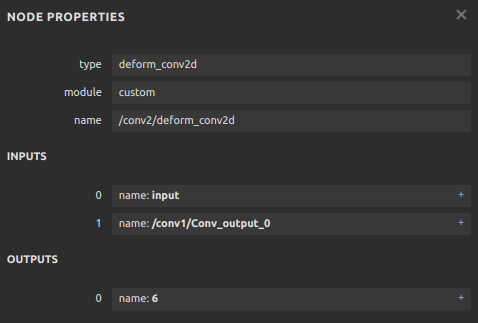 NODE PROPERTIES ×
type deform_conv2d
module custom
name /conv2/deform_conv2d
INPUTS
0 name: input +
1 name: /conv1/Conv_output_0 +
OUTPUTS
0 name: 6 +